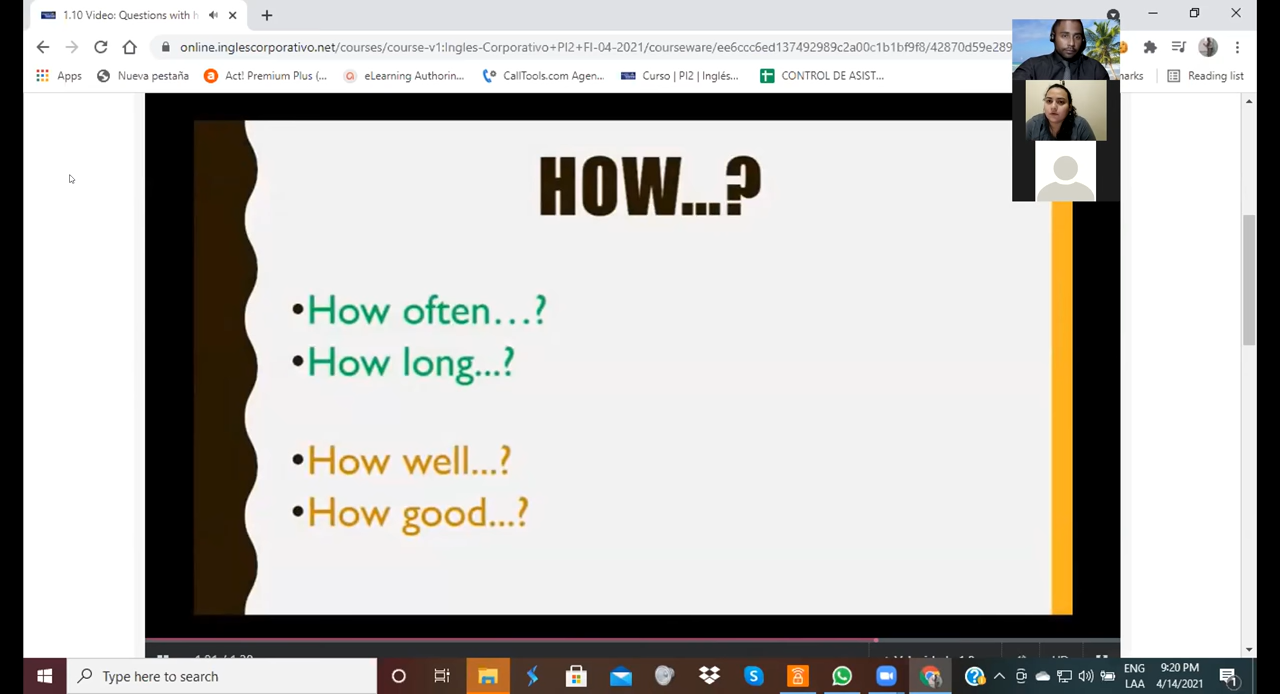 1.10 Video: Questions with h
online.inglescorporativo.net/courses/course-v1:Ingles-Corporativo+PI2+FI-04-2021/courseware/ee6ccc6ed137492989c2a00c1b1bf9f8/42870d59e289
Apps Nueva pestaña Act! Premium Plus (... eLearning Authorin... CallTools.com Agen... Curso | PI2 | Inglé... CONTROL DE ASIST... marks Reading list
HOW...?
•How often...?
•How long...?
•How well...?
•How good...?
Type here to search
ENG 9:20 PM
LAA 4/14/2021